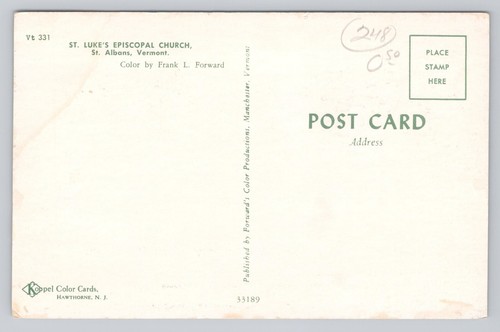 Vt 331
ST. LUKE'S EPISCOPAL CHURCH,
St. Albans, Vermont.
Color by Frank L. Forward
248
0.50
PLACE
STAMP
HERE
POST CARD
Address
Published by Forward's Color Productions, Manchester, Vermont
Koppel Color Cards,
HAWTHORNE, N. J.
33189